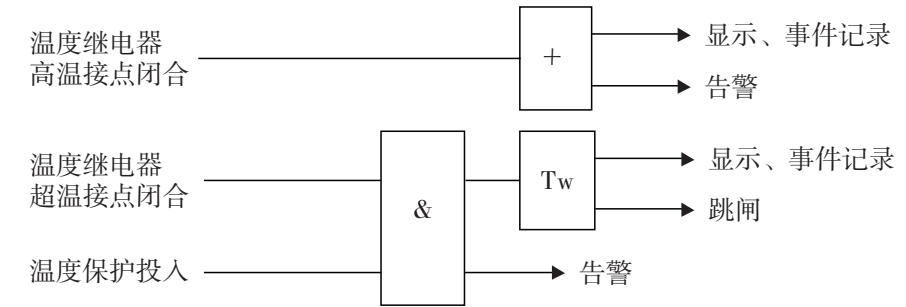 温度继电器
高温接点闭合
+
显示、事件记录
告警
温度继电器
超温接点闭合
&
Tw
显示、事件记录
跳闸
温度保护投入
告警